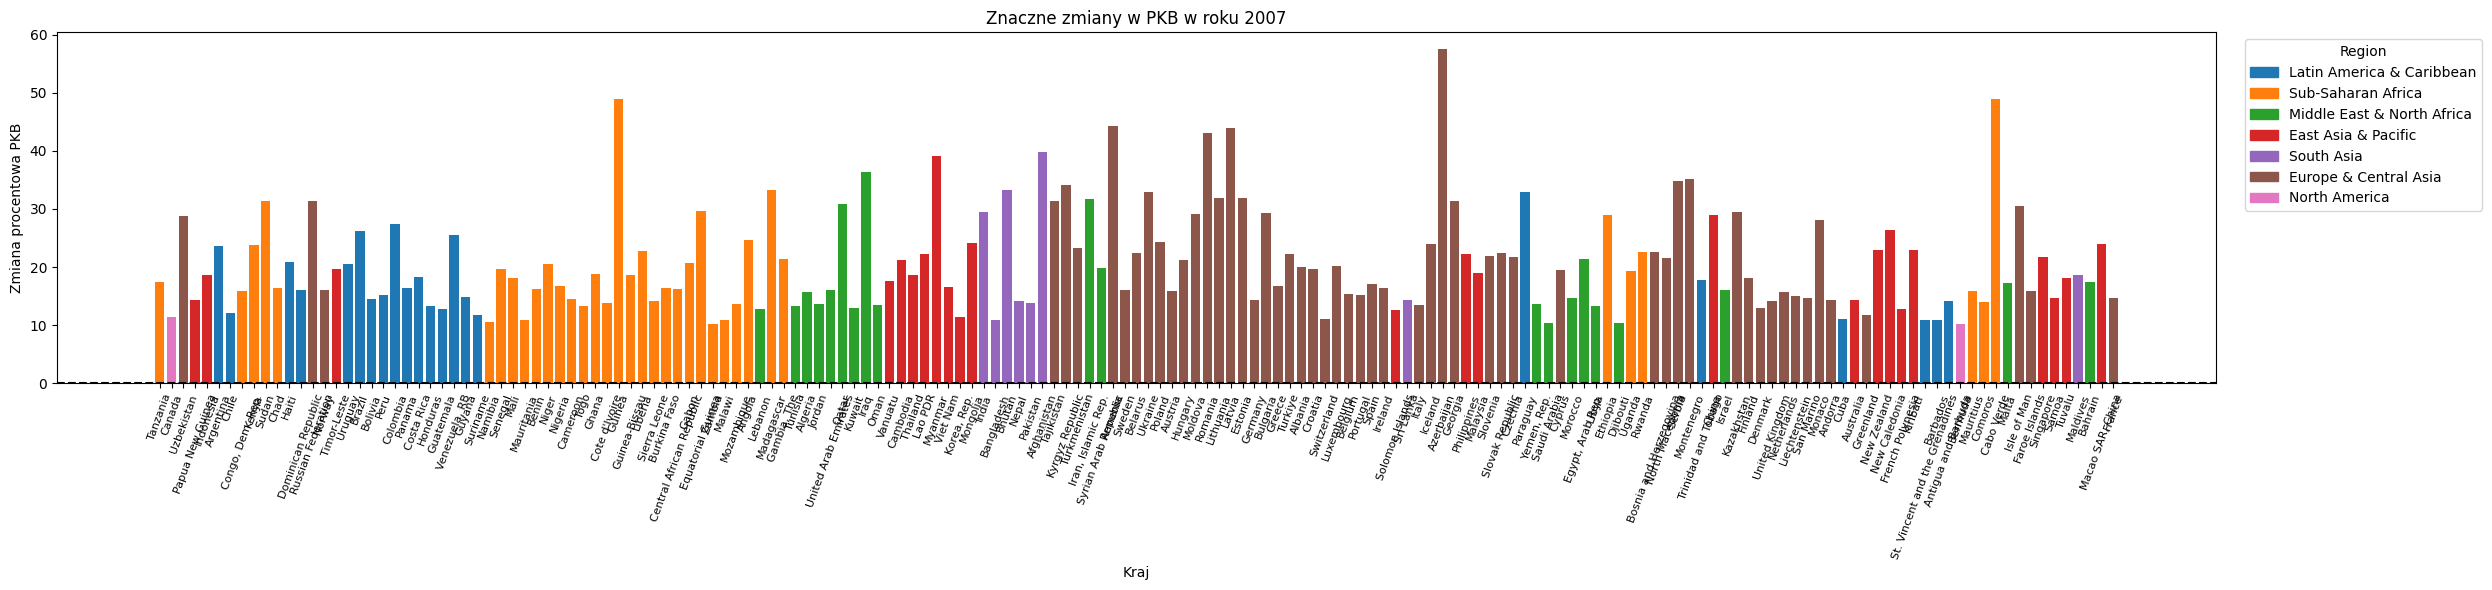 Znaczne zmiany w PKB w roku 2007
Zmiana procentowa PKB
60
50
40
30
20
10
0
Region
Latin America & Caribbean
Sub-Saharan Africa
Middle East & North Africa
East Asia & Pacific
South Asia
Europe & Central Asia
North America
Tanzania
Canada
Uzbekistan
Papua New Guinea
Indonesia
Argentina
Chile
Congo, Dem. Rep.
Kenya
Sudan
Chad
Haiti
Dominican Republic
Russian Federation
Norway
Timor-Leste
Uruguay
Brazil
Bolivia
Peru
Colombia
Panama
Costa Rica
Honduras
Guatemala
Venezuela, RB
Guyana
Suriname
Namibia
Senegal
Mali
Mauritania
Benin
Niger
Nigeria
Cameroon
Togo
Ghana
Cote d'Ivoire
Guinea
Guinea-Bissau
Liberia
Sierra Leone
Burkina Faso
Central African Republic
Gabon
Equatorial Guinea
Zambia
Malawi
Mozambique
Angola
Lebanon
Madagascar
Gambia, The
Tunisia
Algeria
Jordan
United Arab Emirates
Qatar
Kuwait
Iraq
Oman
Vanuatu
Cambodia
Thailand
Lao PDR
Myanmar
Viet Nam
Korea, Rep.
Mongolia
India
Bangladesh
Bhutan
Nepal
Pakistan
Afghanistan
Tajikistan
Kyrgyz Republic
Turkmenistan
Iran, Islamic Rep.
Syrian Arab Republic
Armenia
Sweden
Belarus
Ukraine
Poland
Austria
Hungary
Moldova
Romania
Lithuania
Latvia
Estonia
Germany
Bulgaria
Greece
Turkiye
Albania
Croatia
Switzerland
Luxembourg
Belgium
Portugal
Spain
Ireland
Solomon Islands
Sri Lanka
Italy
Iceland
Azerbaijan
Georgia
Philippines
Malaysia
Slovenia
Slovak Republic
Czechia
Paraguay
Yemen, Rep.
Saudi Arabia
Cyprus
Morocco
Egypt, Arab Rep.
Libya
Ethiopia
Djibouti
Uganda
Rwanda
Bosnia and Herzegovina
North Macedonia
Serbia
Montenegro
Trinidad and Tobago
Israel
Kazakhstan
Finland
Denmark
United Kingdom
Netherlands
Liechtenstein
San Marino
Monaco
Andorra
Cuba
Australia
Greenland
New Zealand
New Caledonia
French Polynesia
Kiribati
Barbados
St. Vincent and the Grenadines
Antigua and Barbuda
Bermuda
Mauritius
Comoros
Cabo Verde
Malta
Isle of Man
Faroe Islands
Singapore
Samoa
Tuvalu
Maldives
Bahrain
Macao SAR, China
France
Kraj